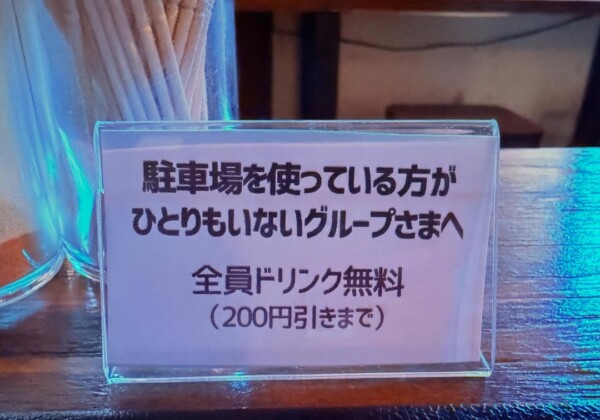 駐車場を使っている方が
ひとりもいないグループさまへ
全員ドリンク無料
(200円引きまで)